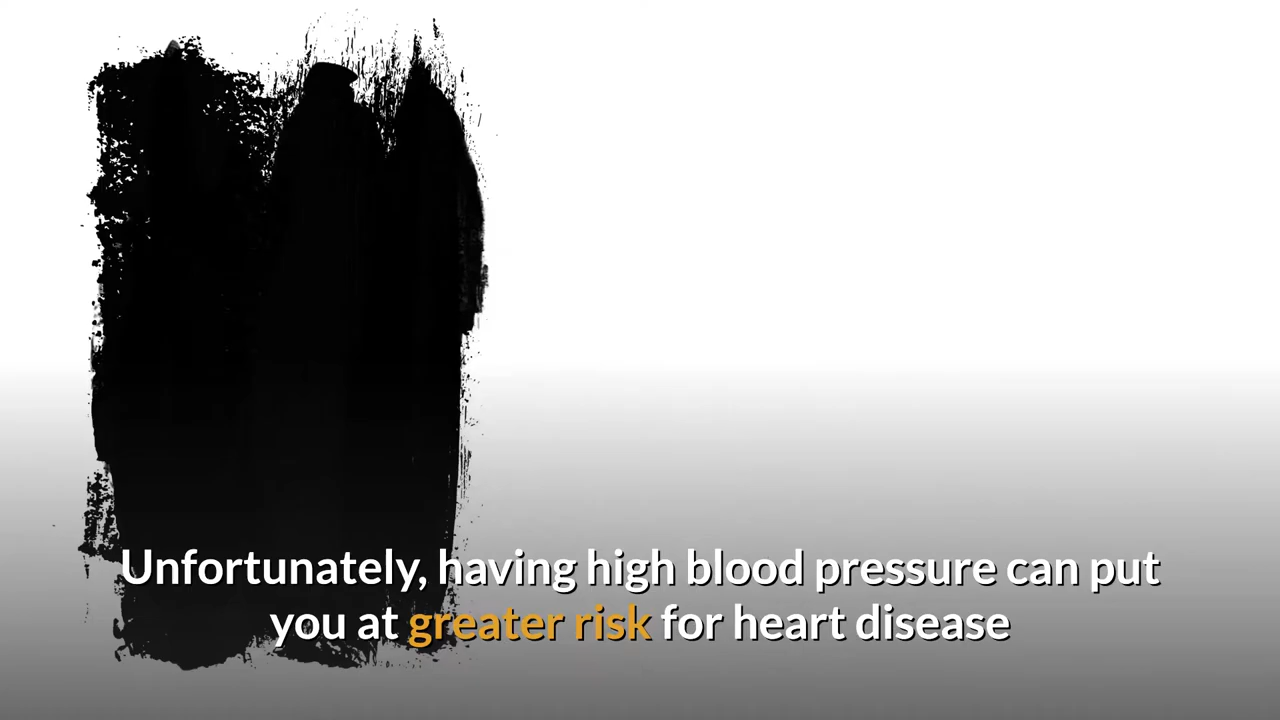 Unfortunately, having high blood pressure can put
you at greater risk for heart disease